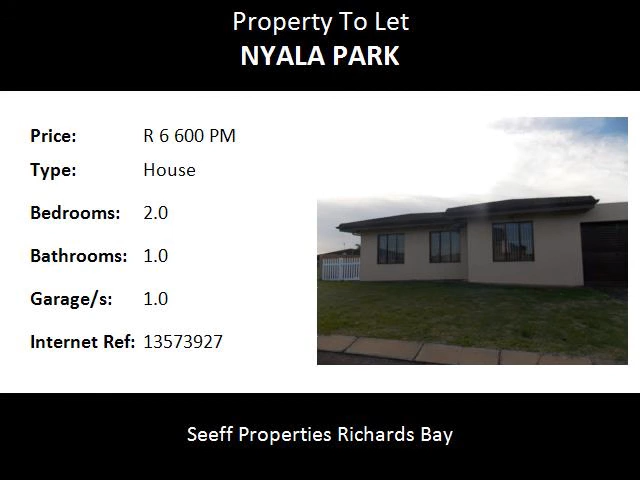 Property To Let
NYALA PARK
Price: R 6 600 PM
Type: House
Bedrooms: 2.0
Bathrooms: 1.0
Garage/s: 1.0
Internet Ref: 13573927
Seeff Properties Richards Bay